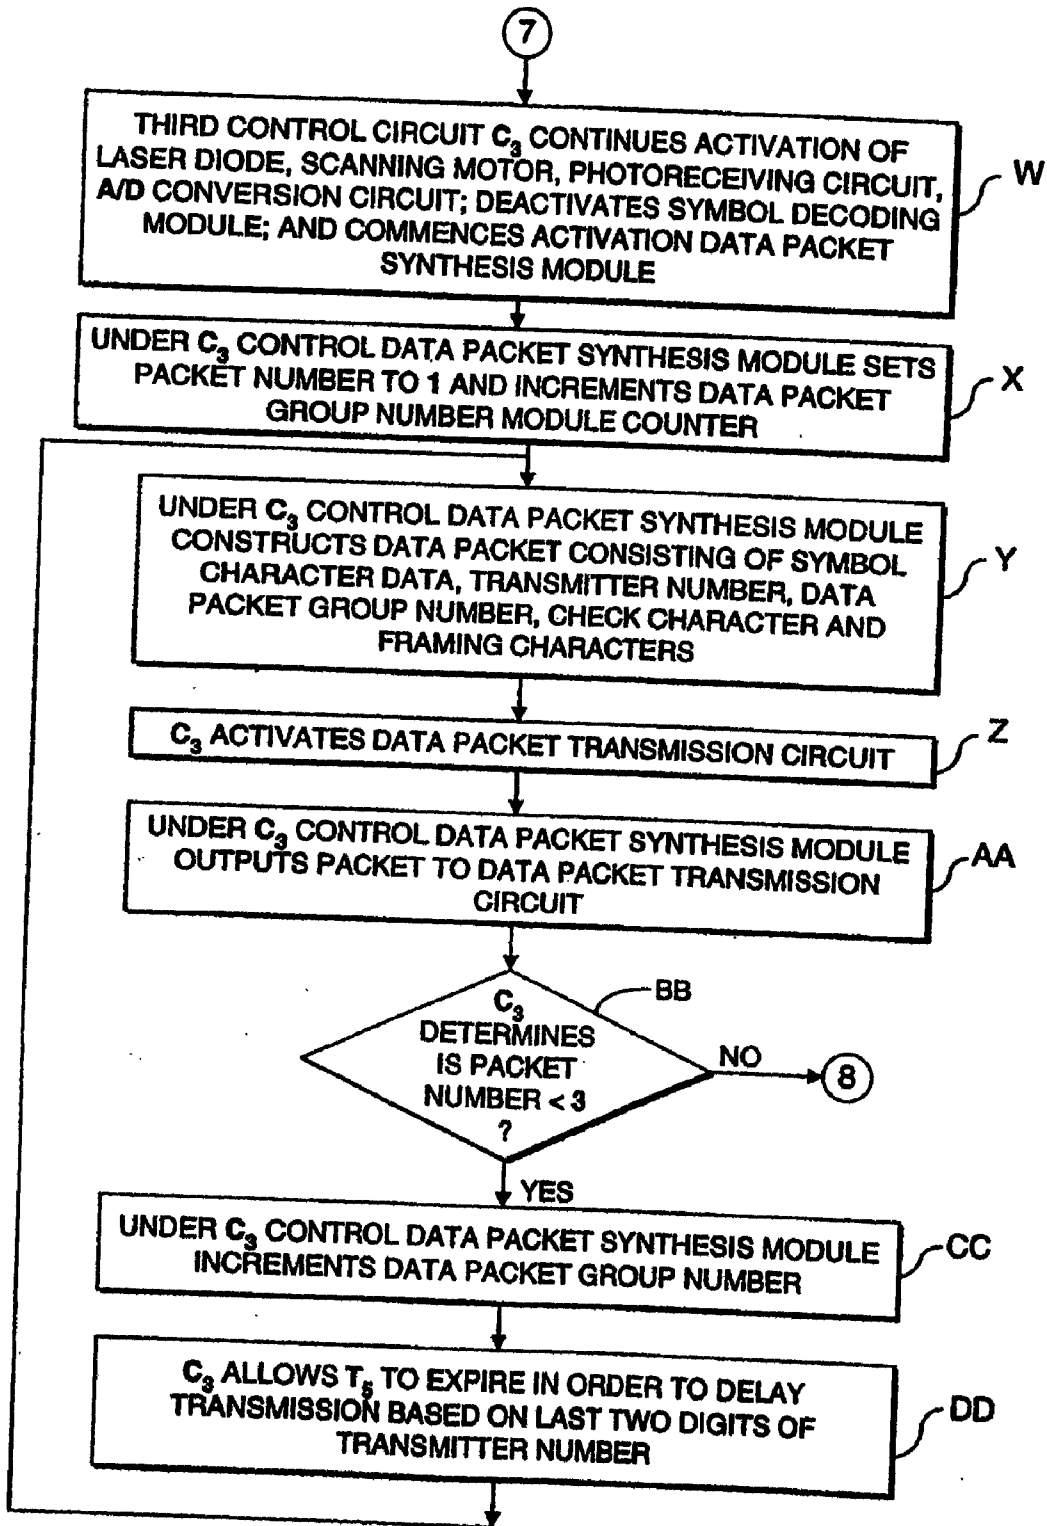 7
THIRD CONTROL CIRCUIT C3 CONTINUES ACTIVATION OF
LASER DIODE, SCANNING MOTOR, PHOTORECEIVING CIRCUIT,
A/D CONVERSION CIRCUIT; DEACTIVATES SYMBOL DECODING
MODULE; AND COMMENCES ACTIVATION DATA PACKET
SYNTHESIS MODULE
W
UNDER C3 CONTROL DATA PACKET SYNTHESIS MODULE SETS
PACKET NUMBER TO 1 AND INCREMENTS DATA PACKET
GROUP NUMBER MODULE COUNTER
X
UNDER C3 CONTROL DATA PACKET SYNTHESIS MODULE
CONSTRUCTS DATA PACKET CONSISTING OF SYMBOL
CHARACTER DATA, TRANSMITTER NUMBER, DATA
PACKET GROUP NUMBER, CHECK CHARACTER AND
FRAMING CHARACTERS
Y
C3 ACTIVATES DATA PACKET TRANSMISSION CIRCUIT
Z
UNDER C3 CONTROL DATA PACKET SYNTHESIS MODULE
OUTPUTS PACKET TO DATA PACKET TRANSMISSION
CIRCUIT
AA
C3
DETERMINES
IS PACKET
NUMBER < 3
?
BB
NO
8
YES
UNDER C3 CONTROL DATA PACKET SYNTHESIS MODULE
INCREMENTS DATA PACKET GROUP NUMBER
CC
C3 ALLOWS T5 TO EXPIRE IN ORDER TO DELAY
TRANSMISSION BASED ON LAST TWO DIGITS OF
TRANSMITTER NUMBER
DD